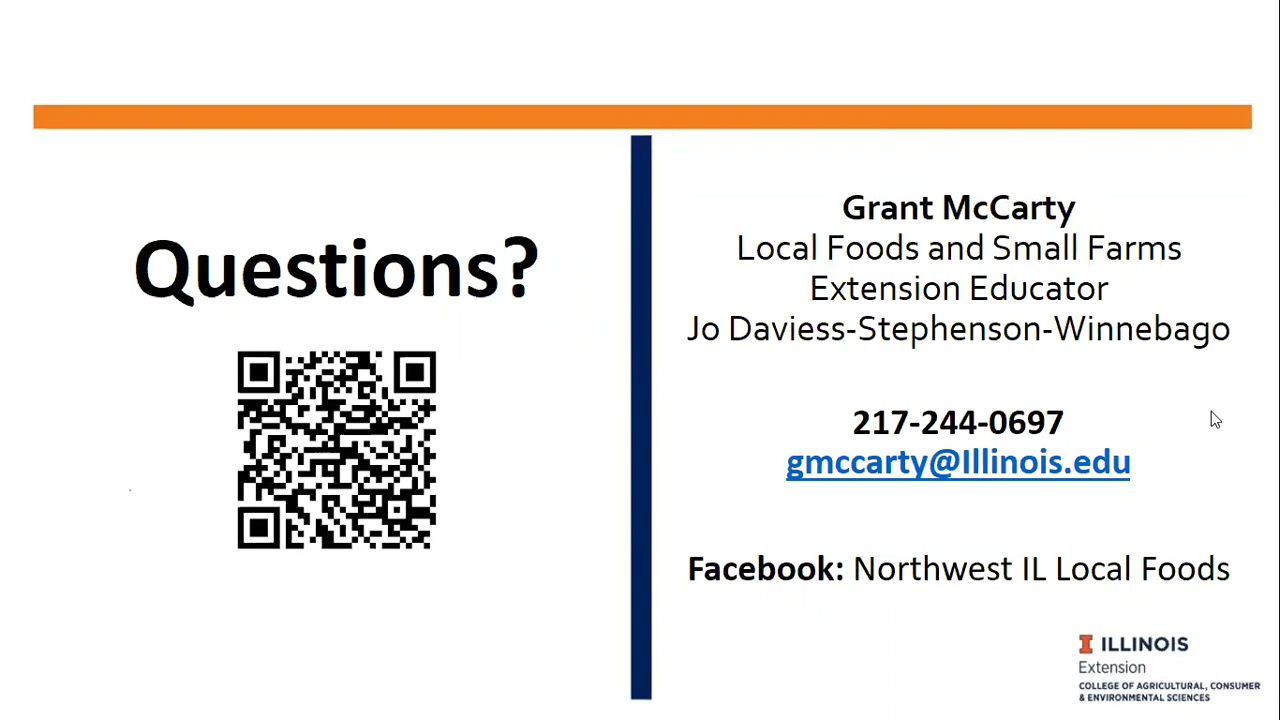 Questions?
Grant McCarty
Local Foods and Small Farms
Extension Educator
Jo Daviess-Stephenson-Winnebago
217-244-0697
gmccarty@Illinois.edu
Facebook: Northwest IL Local Foods
I ILLINOIS
Extension
COLLEGE OF AGRICULTURAL, CONSUMER
& ENVIRONMENTAL SCIENCES